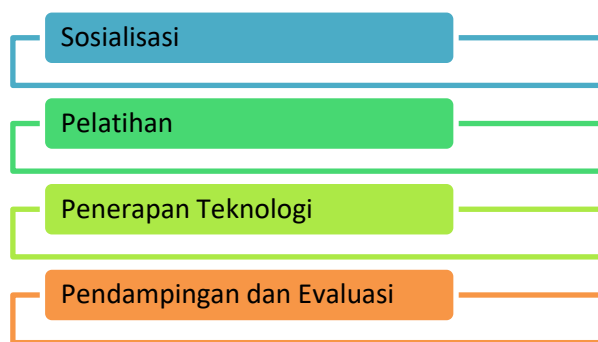 Sosialisasi
Pelatihan
Penerapan Teknologi
Pendampingan dan Evaluasi